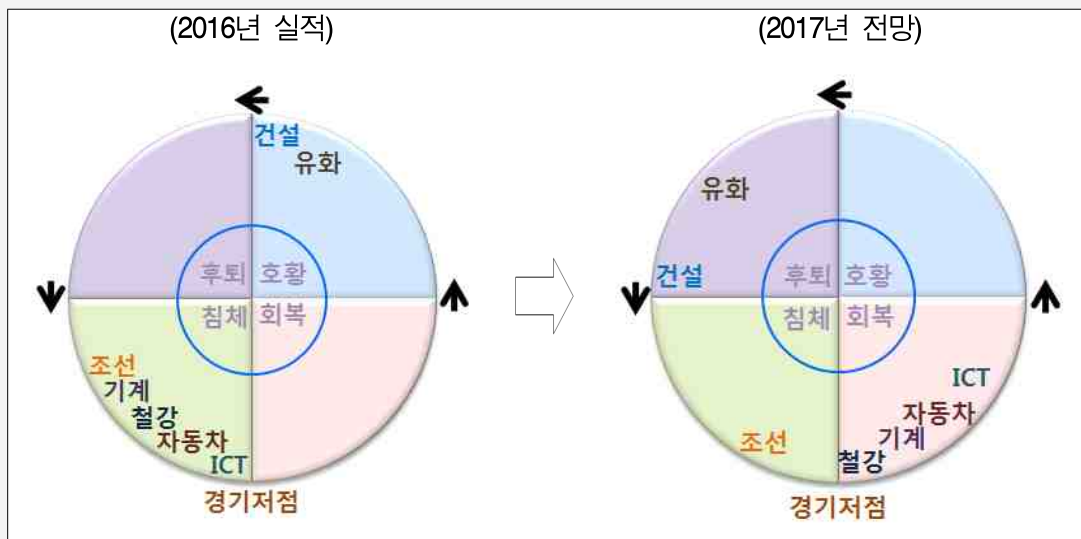 (2016년 실적)
건설
유화
후퇴
호황
침체
회복
조선
기계
철강
자동차
ICT
경기저점
(2017년 전망)
유화
건설
후퇴
호황
침체
회복
ICT
자동차
기계
조선
철강
경기저점